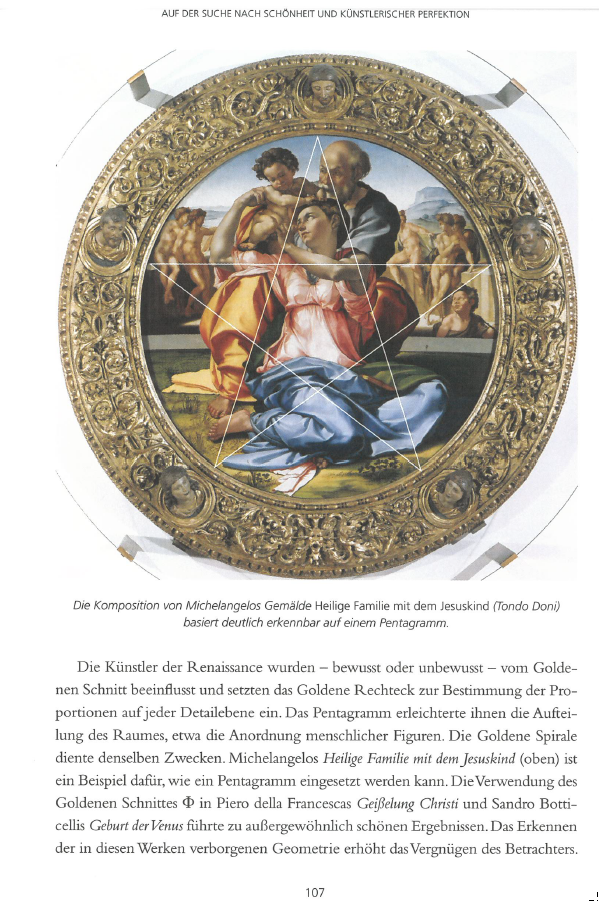 AUF DER SUCHE NACH SCHÖNHEIT UND KÜNSTLERISCHER PERFEKTION
Die Komposition von Michelangelos Gemälde Heilige Familie mit dem Jesuskind (Tondo Doni)
basiert deutlich erkennbar auf einem Pentagramm.
Die Künstler der Renaissance wurden – bewusst oder unbewusst – vom Golde-
nen Schnitt beeinflusst und setzten das Goldene Rechteck zur Bestimmung der Pro-
portionen auf jeder Detailebene ein. Das Pentagramm erleichterte ihnen die Auftei-
lung des Raumes, etwa die Anordnung menschlicher Figuren. Die Goldene Spirale
diente denselben Zwecken. Michelangelos Heilige Familie mit dem Jesuskind (oben) ist
ein Beispiel dafür, wie ein Pentagramm eingesetzt werden kann. Die Verwendung des
Goldenen Schnittes Φ in Piero della Francescas Geißelung Christi und Sandro Botti-
cellis Geburt der Venus führte zu außergewöhnlich schönen Ergebnissen. Das Erkennen
der in diesen Werken verborgenen Geometrie erhöht das Vergnügen des Betrachters.
107